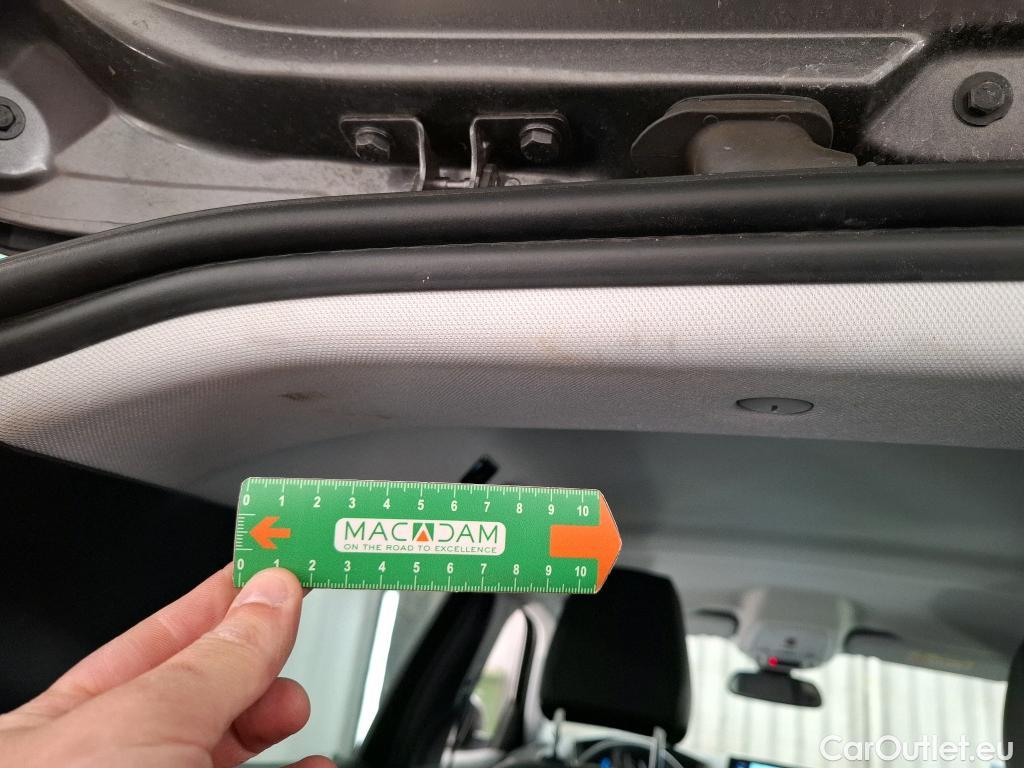 0 1 2 3 4 5 6 7 8 9 10
MACADAM
ON THE ROAD TO EXCELLENCE
0 1 2 3 4 5 6 7 8 9 10
CarOutlet.eu